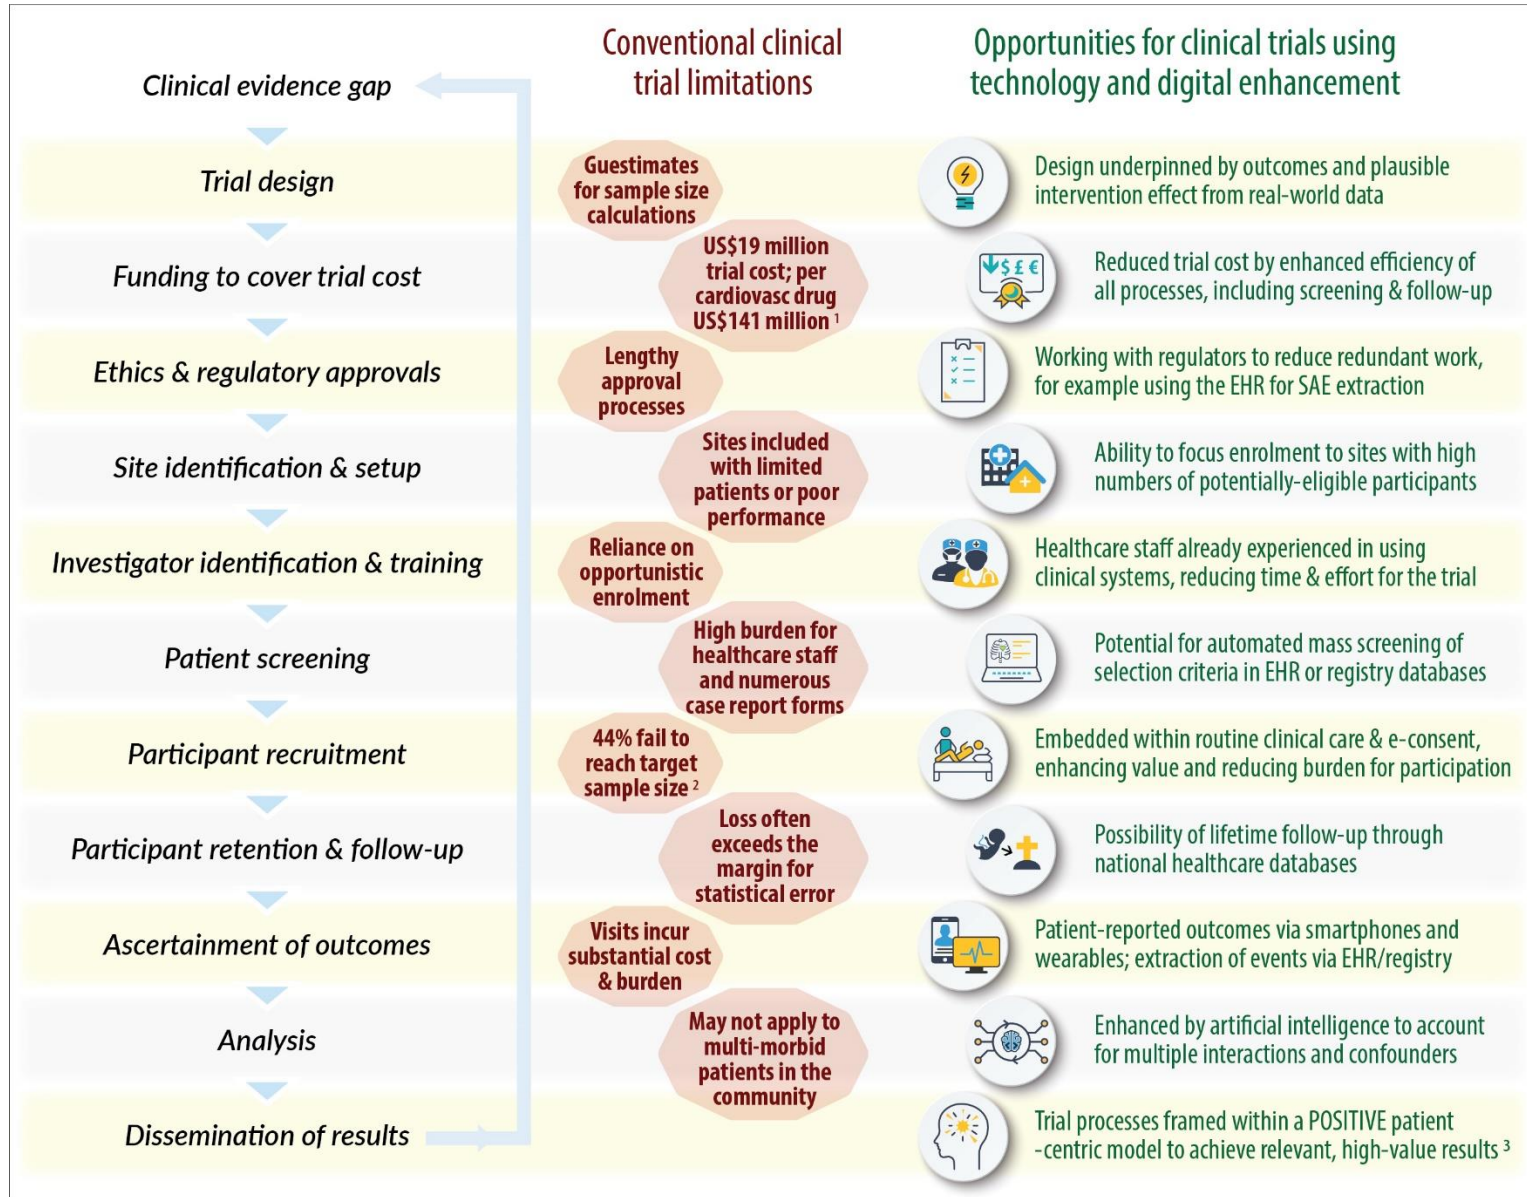 Conventional clinical
trial limitations
Opportunities for clinical trials using
technology and digital enhancement
Clinical evidence gap
Trial design
Guestimates
for sample size
calculations
Design underpinned by outcomes and plausible
intervention effect from real-world data
Funding to cover trial cost
US$19 million
trial cost; per
cardiovasc drug
US$141 million ¹
Reduced trial cost by enhanced efficiency of
all processes, including screening & follow-up
Ethics & regulatory approvals
Lengthy
approval
processes
Working with regulators to reduce redundant work,
for example using the EHR for SAE extraction
Site identification & setup
Sites included
with limited
patients or poor
performance
Ability to focus enrolment to sites with high
numbers of potentially-eligible participants
Investigator identification & training
Reliance on
opportunistic
enrolment
Healthcare staff already experienced in using
clinical systems, reducing time & effort for the trial
Patient screening
High burden for
healthcare staff
and numerous
case report forms
Potential for automated mass screening of
selection criteria in EHR or registry databases
Participant recruitment
44% fail to
reach target
sample size ²
Embedded within routine clinical care & e-consent,
enhancing value and reducing burden for participation
Participant retention & follow-up
Loss often
exceeds the
margin for
statistical error
Possibility of lifetime follow-up through
national healthcare databases
Ascertainment of outcomes
Visits incur
substantial cost
& burden
Patient-reported outcomes via smartphones and
wearables; extraction of events via EHR/registry
Analysis
May not apply to
multi-morbid
patients in the
community
Enhanced by artificial intelligence to account
for multiple interactions and confounders
Dissemination of results
Trial processes framed within a POSITIVE patient
-centric model to achieve relevant, high-value results ³
$ £ €